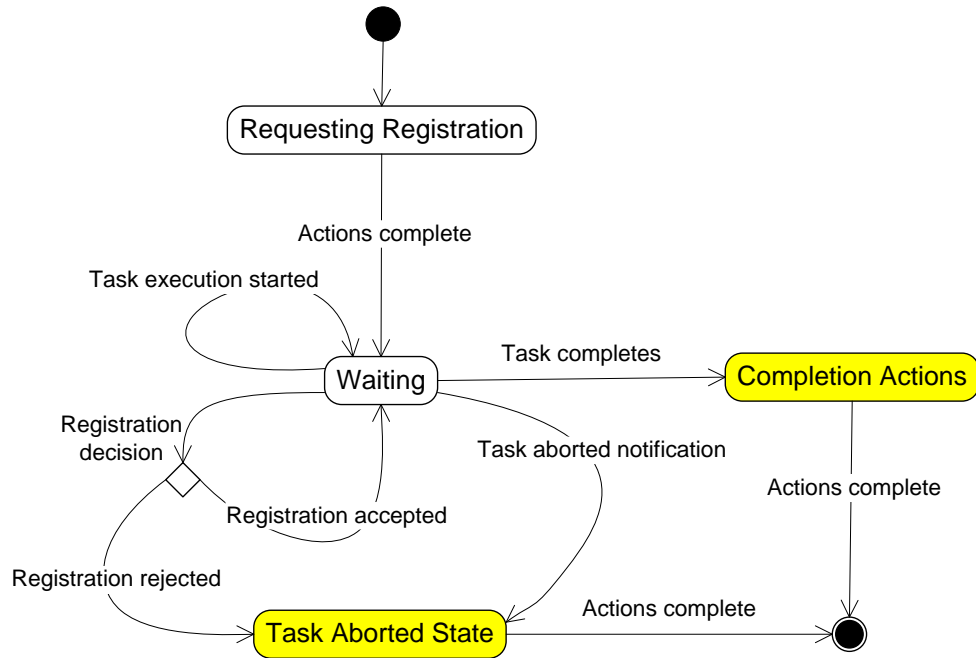 Requesting Registration
Actions complete
Task execution started
Task completes
Waiting
Completion Actions
Registration
decision
Task aborted notification
Actions complete
Registration accepted
Registration rejected
Task Aborted State
Actions complete